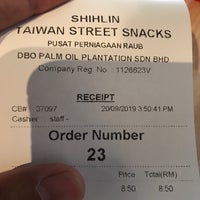 SHIHLIN
TAIWAN STREET SNACKS
PUSAT PERNIAGAAN RAUB
DBO PALM OIL PLANTATION SDN BHD
Company Reg. No : 1126623V
RECEIPT
CB# 37097 20/09/2019 3:50:41 PM
Cashier staff -
Order Number
23
Price Total(RM)
8.50 8.50